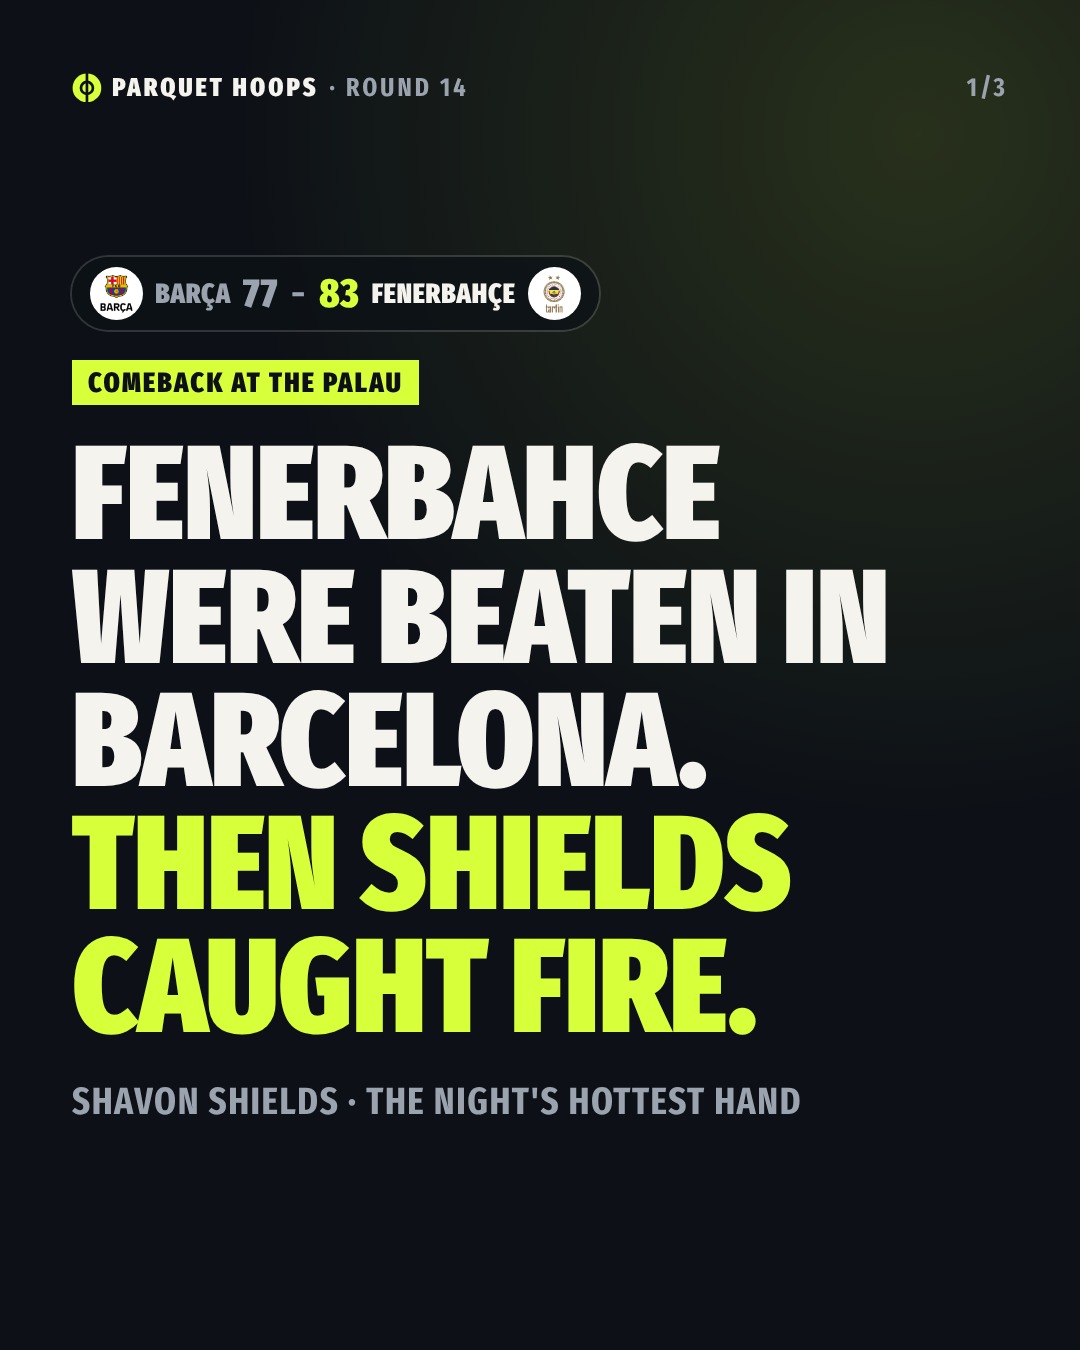 PARQUET HOOPS · ROUND 14
1/3
BARÇA 77 - 83 FENERBAHÇE
BARÇA
tarfin
COMEBACK AT THE PALAU
FENERBAHCE
WERE BEATEN IN
BARCELONA.
THEN SHIELDS
CAUGHT FIRE.
SHAVON SHIELDS · THE NIGHT'S HOTTEST HAND